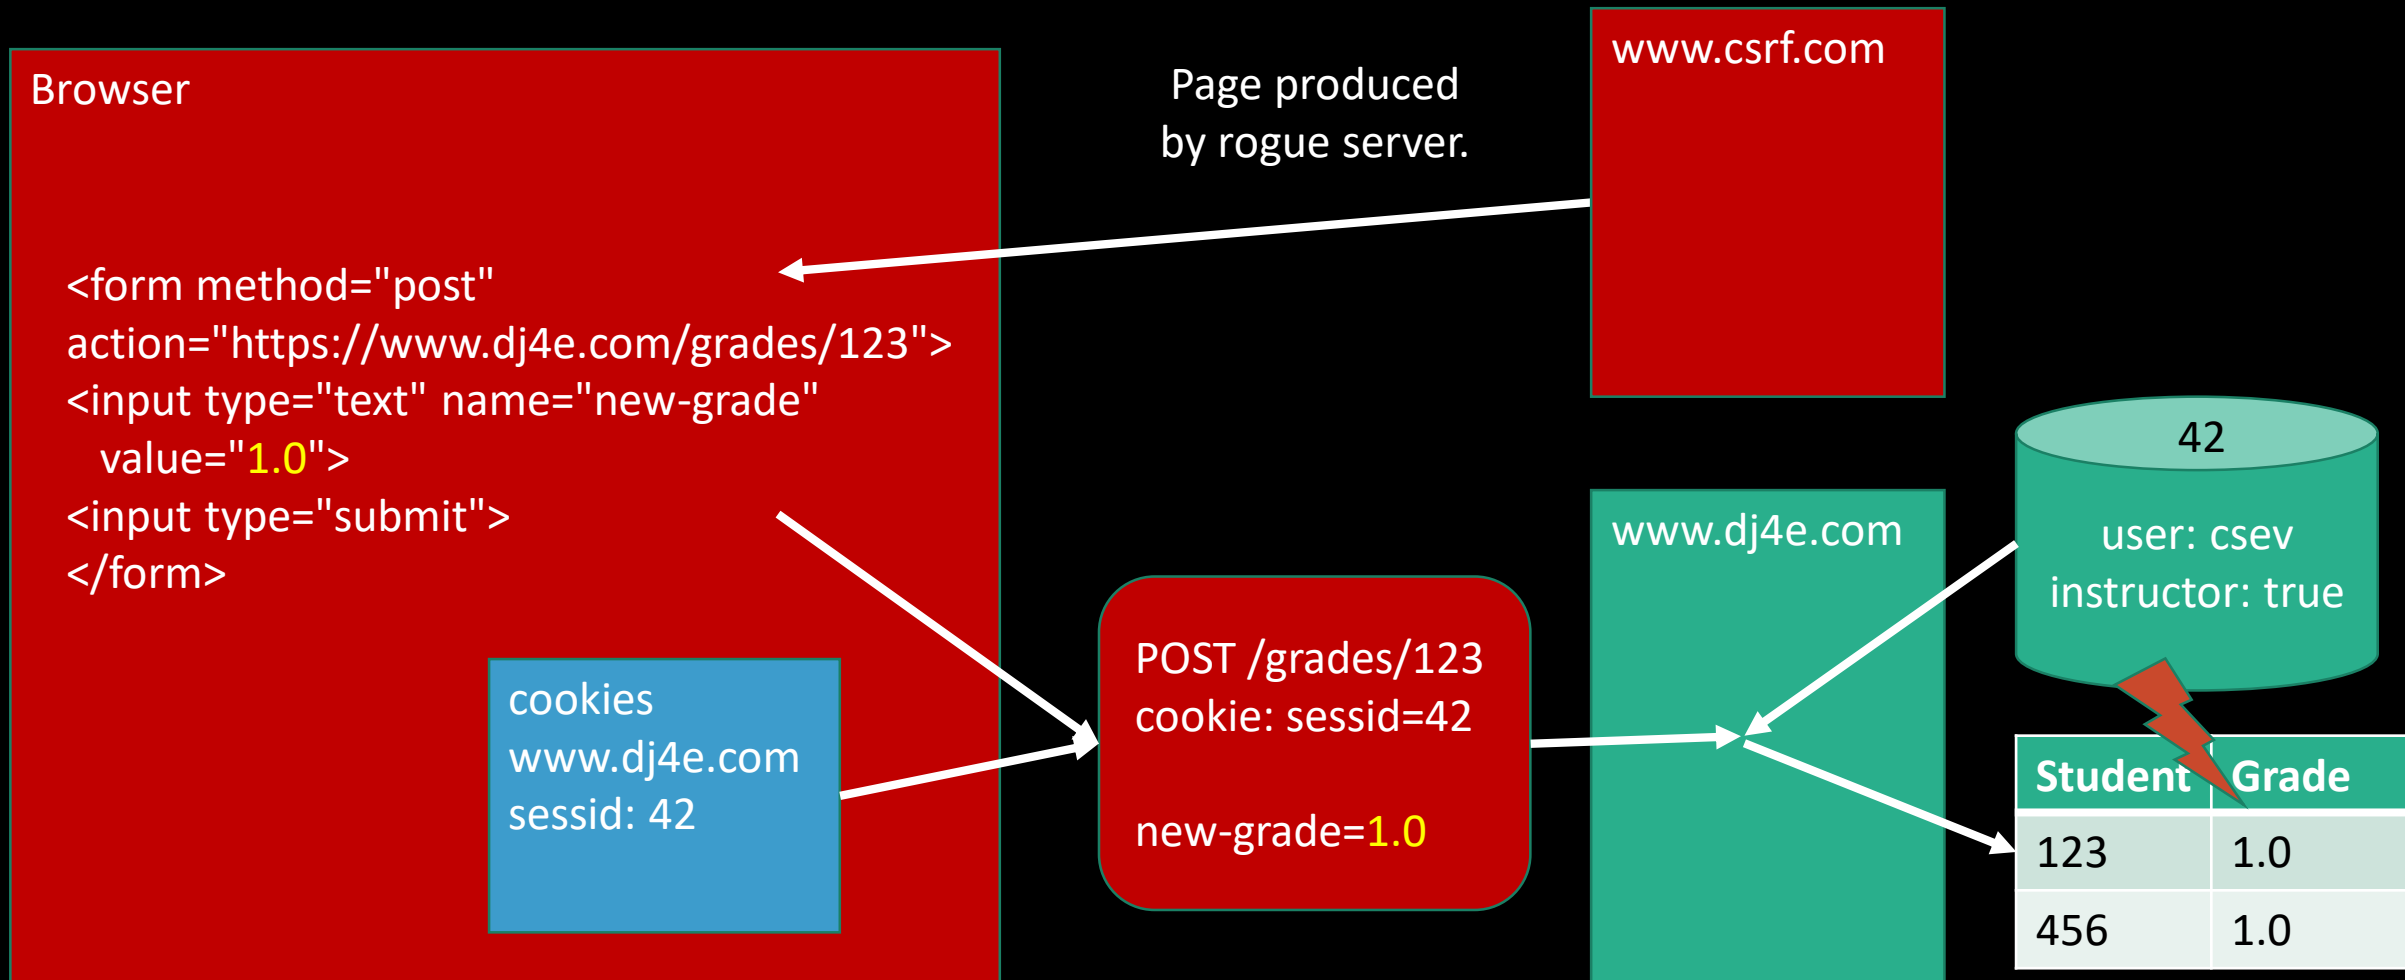 Browser
<form method="post"
action="https://www.dj4e.com/grades/123">
<input type="text" name="new-grade"
value="1.0">
<input type="submit">
</form>
cookies
www.dj4e.com
sessid: 42
Page produced
by rogue server.
www.csrf.com
POST /grades/123
cookie: sessid=42
new-grade=1.0
www.dj4e.com
42
user: csev
instructor: true
Student Grade
123 1.0
456 1.0